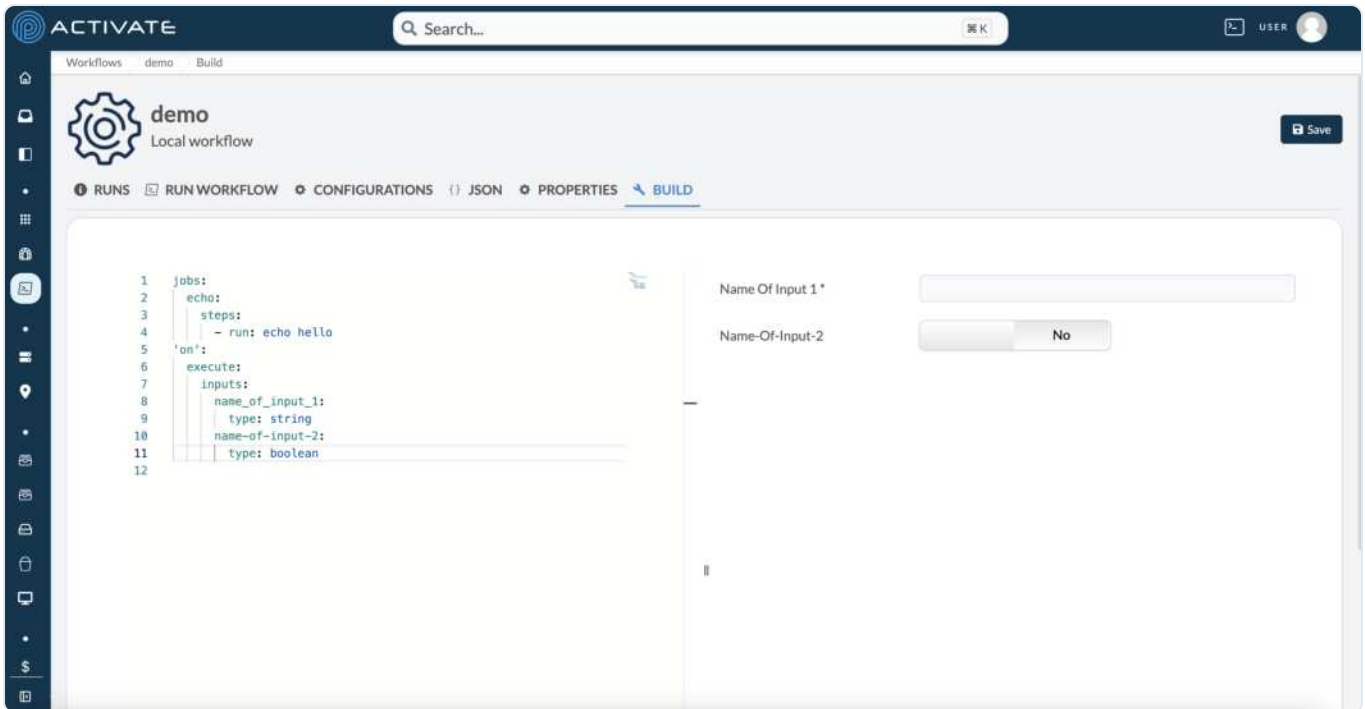 ACTIVATE
Search...
⌘ K
USER
Workflows demo Build
demo
Local workflow
Save
RUNS RUN WORKFLOW CONFIGURATIONS {} JSON PROPERTIES BUILD
1 jobs:
2 echo:
3 steps:
4 - run: echo hello
5 'on':
6 execute:
7 inputs:
8 name_of_input_1:
9 type: string
10 name-of-input-2:
11 type: boolean
12
Name Of Input 1 *
Name-Of-Input-2 No
$